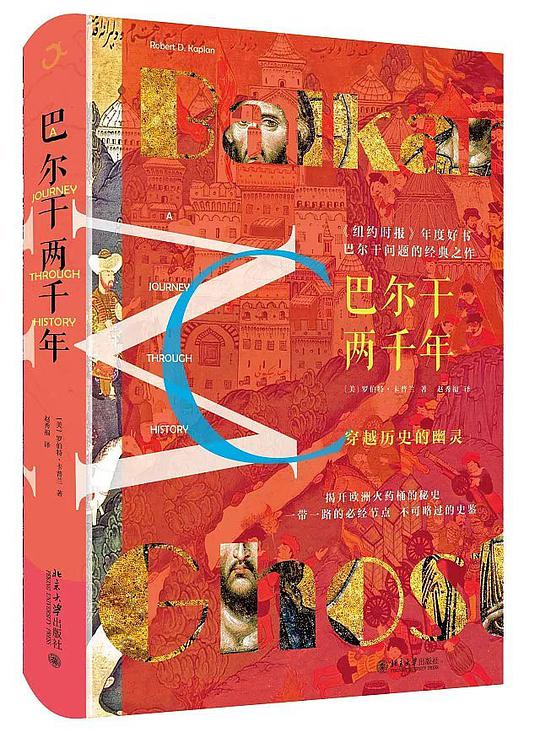 Robert D. Kaplan
Balkan
《纽约时报》年度好书
巴尔干问题的经典之作
A
JOURNEY
THROUGH
HISTORY
巴尔干
两千年
〔美〕罗伯特·卡普兰 著 赵秀福 译
穿越历史的幽灵
揭开欧洲火药桶的秘史
一带一路的必经节点 不可略过的史鉴
Ghost
北京大学出版社
PEKING UNIVERSITY PRESS
巴尔干两千年
A
JOURNEY
THROUGH
HISTORY
〔美〕罗伯特·卡普兰 著
赵秀福 译
北京大学出版社
PEKING UNIVERSITY PRESS